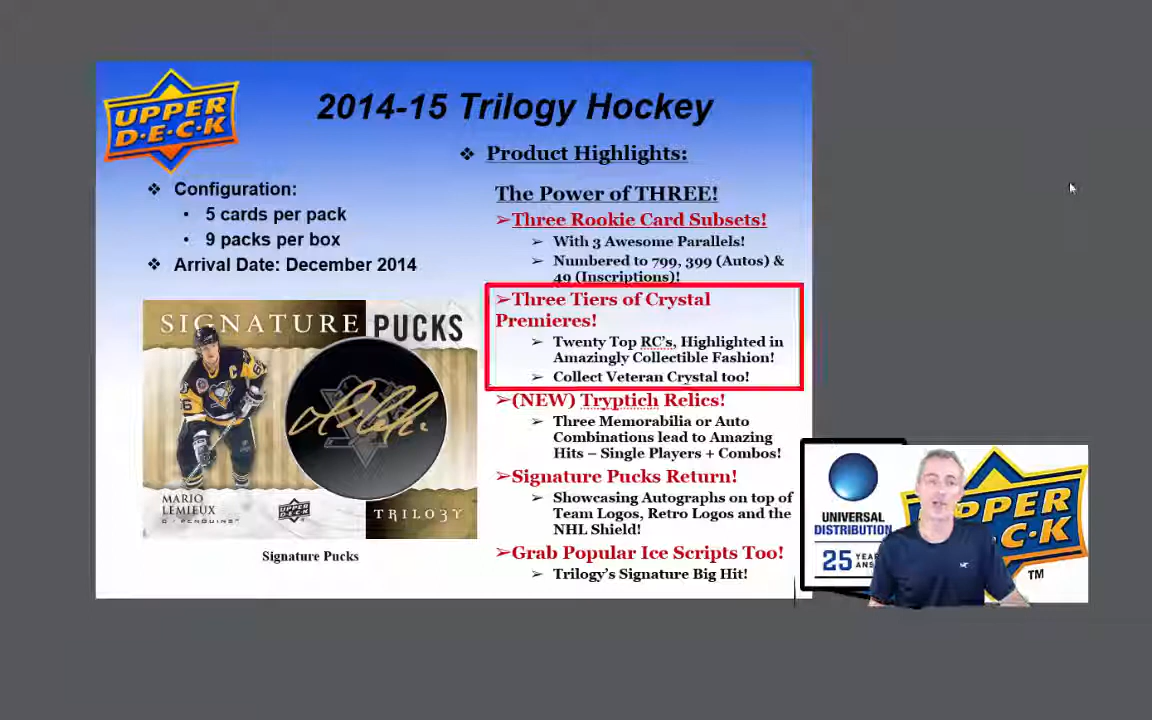 UPPER
D·E·C·K
2014-15 Trilogy Hockey
❖ Configuration:
• 5 cards per pack
• 9 packs per box
❖ Arrival Date: December 2014
SIGNATURE PUCKS
MARIO
LEMIEUX
UPPER
DECK
TRILO3Y
Signature Pucks
❖ Product Highlights:
The Power of THREE!
➢Three Rookie Card Subsets!
➢ With 3 Awesome Parallels!
➢ Numbered to 799, 399 (Autos) &
49 (Inscriptions)!
➢Three Tiers of Crystal
Premieres!
➢ Twenty Top RC's, Highlighted in
Amazingly Collectible Fashion!
➢ Collect Veteran Crystal too!
➢(NEW) Tryptich Relics!
➢ Three Memorabilia or Auto
Combinations lead to Amazing
Hits – Single Players + Combos!
➢Signature Pucks Return!
➢ Showcasing Autographs on top of
Team Logos, Retro Logos and the
NHL Shield!
➢Grab Popular Ice Scripts Too!
➢ Trilogy's Signature Big Hit!
UNIVERSAL
DISTRIBUTION
25 YEA
ANS
PPER
C·K
TM